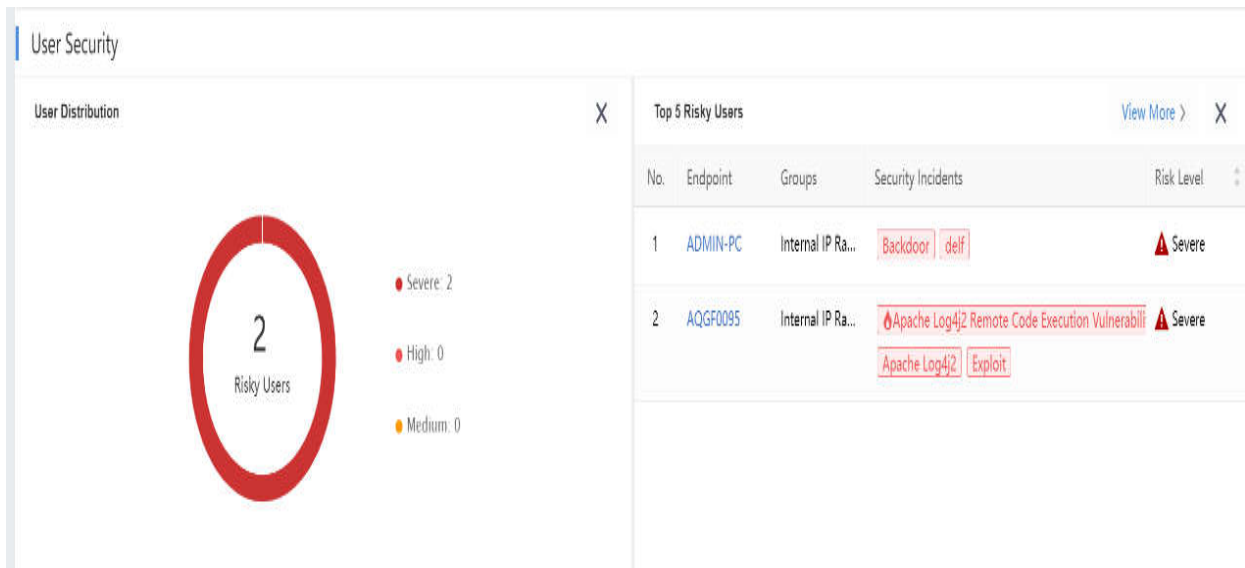 User Security
User Distribution
2
Risky Users
Severe: 2
High: 0
Medium: 0
Top 5 Risky Users
View More >
No. Endpoint Groups Security Incidents Risk Level
1 ADMIN-PC Internal IP Ra... Backdoor delf Severe
2 AQGF0095 Internal IP Ra... Apache Log4j2 Remote Code Execution Vulnerabili Severe
Apache Log4j2 Exploit